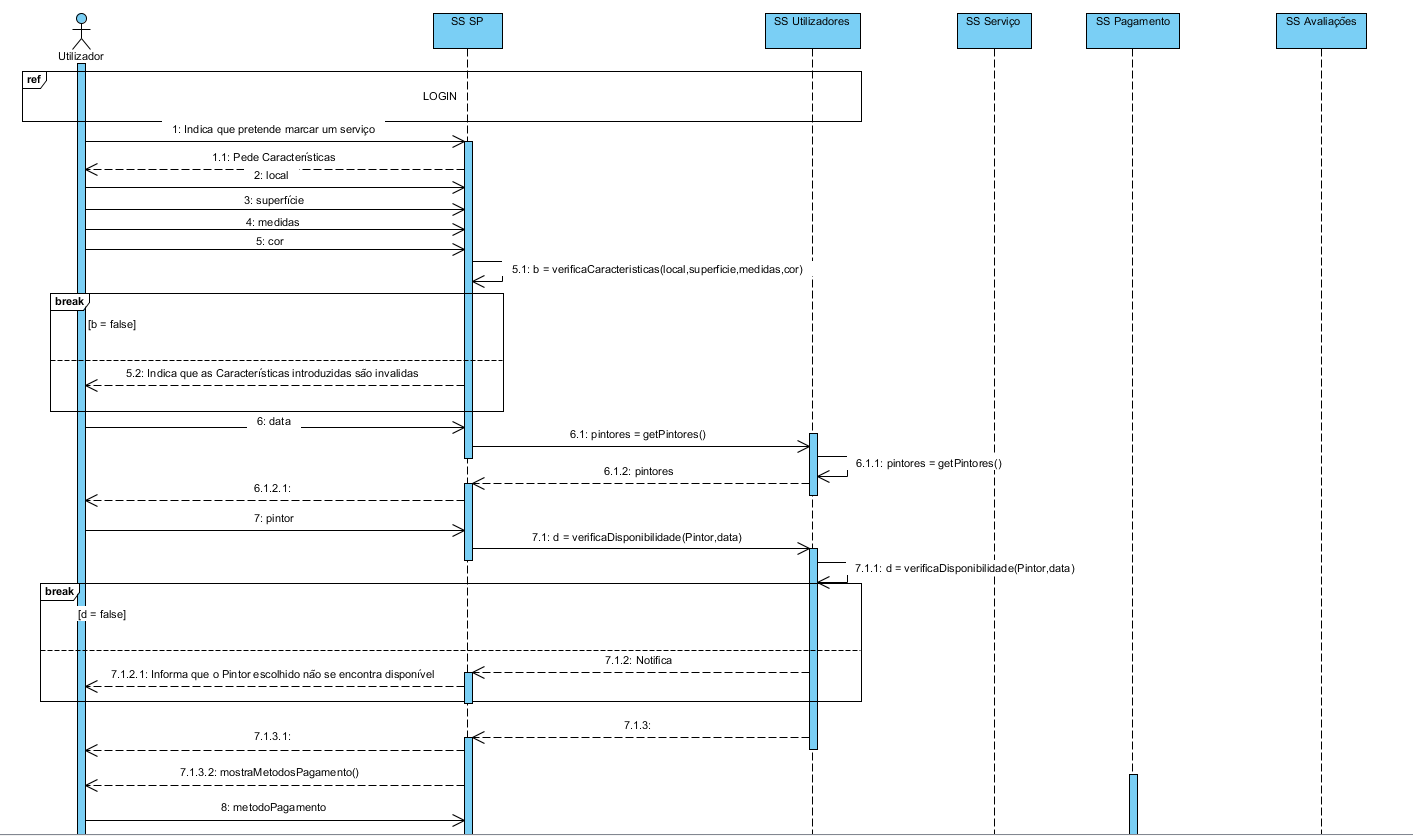 SS SP
SS Utilizadores
SS Serviço
SS Pagamento
SS Avaliações
Utilizador
ref
LOGIN
1: Indica que pretende marcar um serviço
1.1: Pede Características
2: local
3: superfície
4: medidas
5: cor
5.1: b = verificaCaracteristicas(local,superfície,medidas,cor)
break
[b = false]
5.2: Indica que as Características introduzidas são invalidas
6: data
6.1: pintores = getPintores()
6.1.1: pintores = getPintores()
6.1.2: pintores
6.1.2.1:
7: pintor
7.1: d = verificaDisponibilidade(Pintor,data)
7.1.1: d = verificaDisponibilidade(Pintor,data)
break
[d = false]
7.1.2: Notifica
7.1.2.1: Informa que o Pintor escolhido não se encontra disponível
7.1.3:
7.1.3.1:
7.1.3.2: mostraMetodosPagamento()
8: metodoPagamento